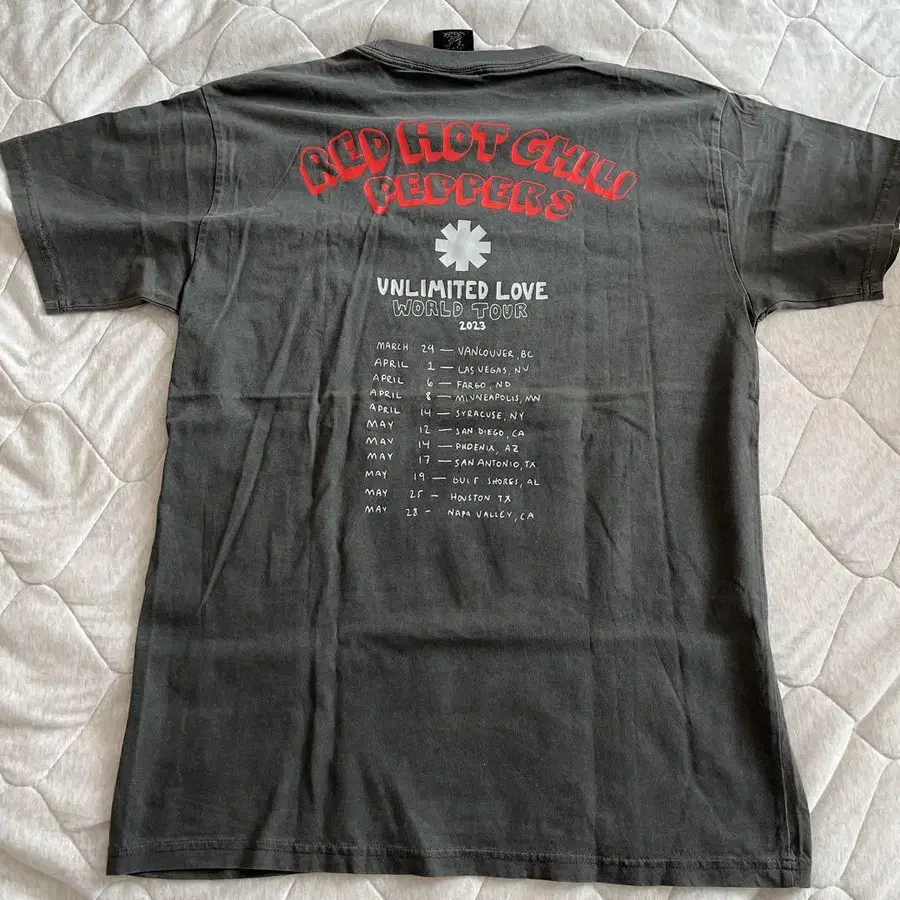 RED HOT CHILI
PEPPERS
UNLIMITED LOVE
WORLD TOUR
2023
MARCH 29 — VANCOUVER, BC
APRIL 1 — LAS VEGAS, NV
APRIL 6 — FARGO, ND
APRIL 8 — MINNEAPOLIS, MN
APRIL 14 — SYRACUSE, NY
MAY 12 — SAN DIEGO, CA
MAY 14 — PHOENIX, AZ
MAY 17 — SAN ANTONIO, TX
MAY 19 — GULF SHORES, AL
MAY 25 - HOUSTON TX
MAY 28 - NAPA VALLEY, CA